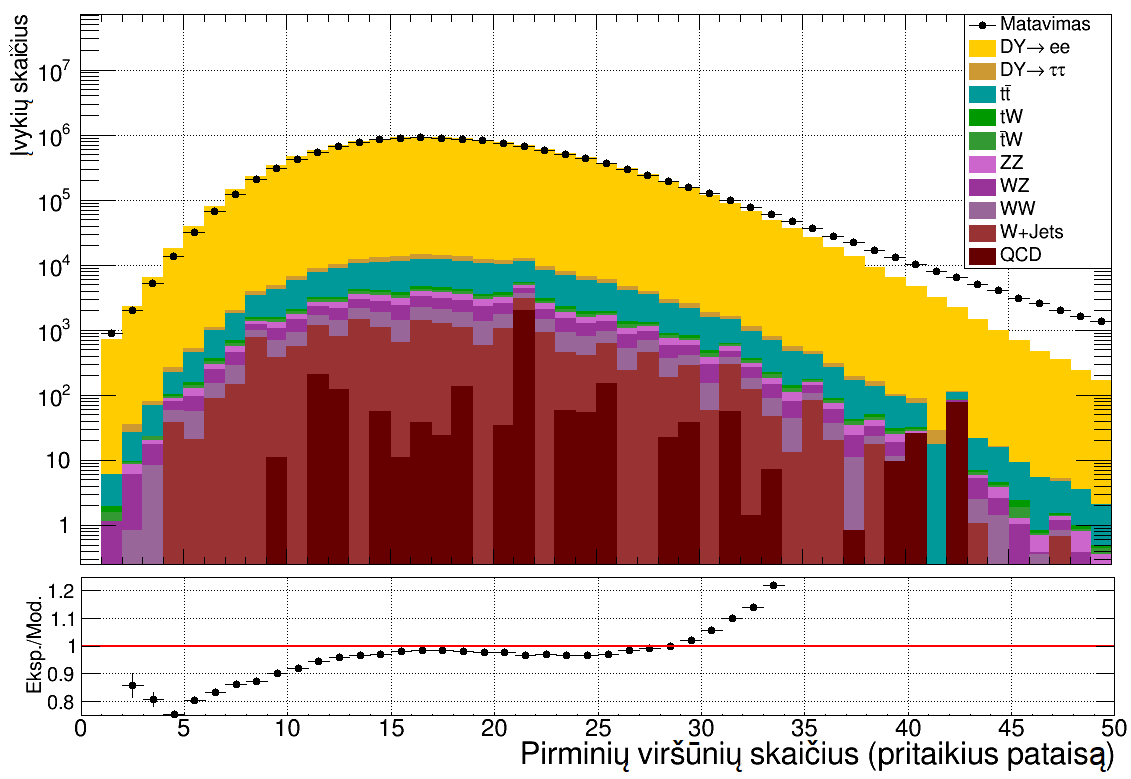 Įvykių skaičius
10⁷
10⁶
10⁵
10⁴
10³
10²
10
1
Matavimas
DY→ ee
DY→ ττ
tt̄
tW
t̄W
ZZ
WZ
WW
W+Jets
QCD
Eksp./Mod.
1.2
1.1
1
0.9
0.8
0 5 10 15 20 25 30 35 40 45 50
Pirminių viršūnių skaičius (pritaikius pataisą)